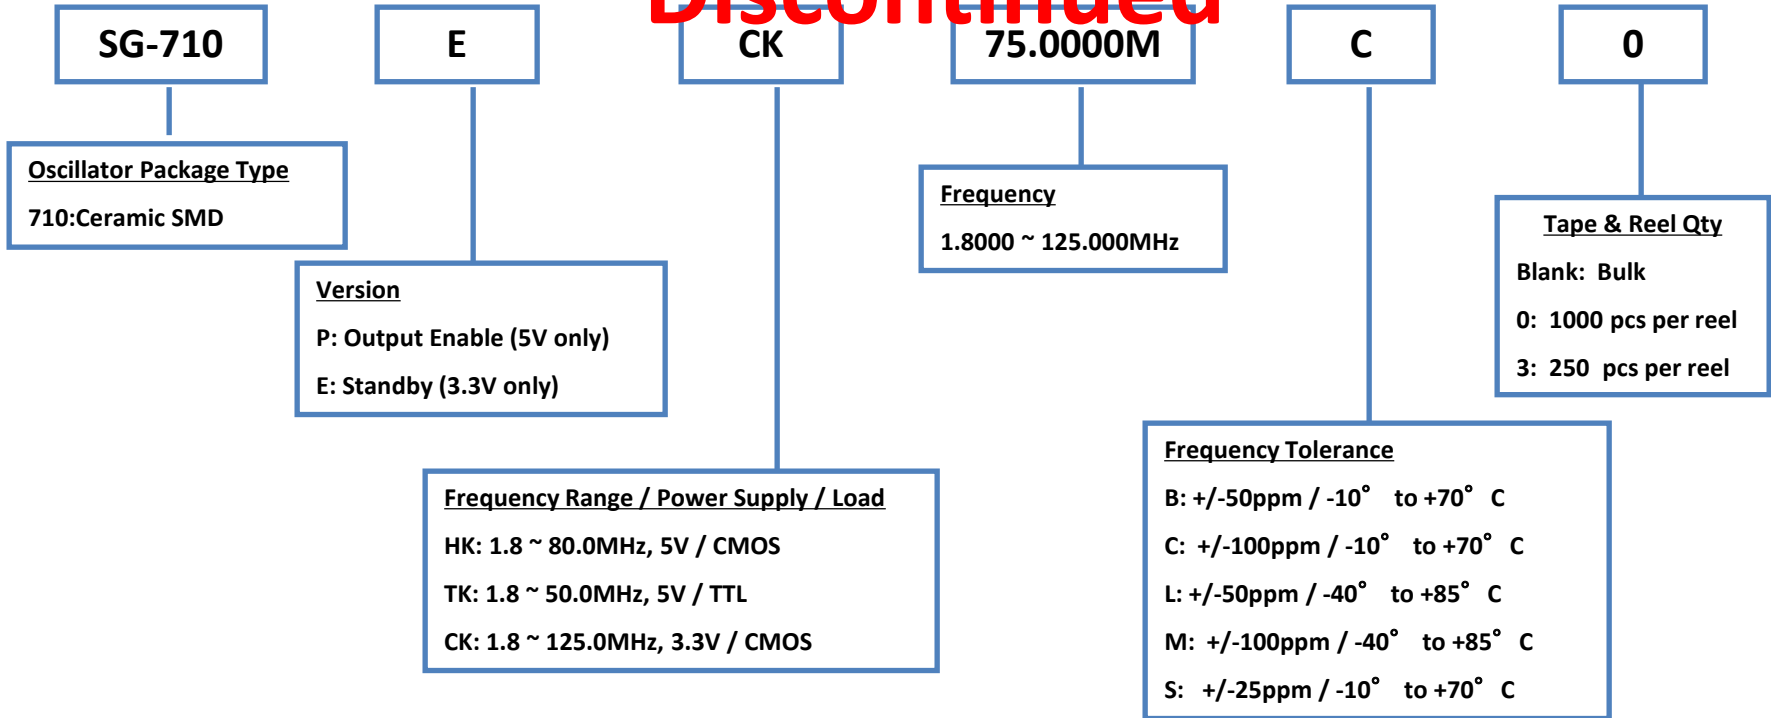 Discontinued
SG-710
E
CK
75.0000M
C
0
Oscillator Package Type
710:Ceramic SMD
Version
P: Output Enable (5V only)
E: Standby (3.3V only)
Frequency Range / Power Supply / Load
HK: 1.8 ~ 80.0MHz, 5V / CMOS
TK: 1.8 ~ 50.0MHz, 5V / TTL
CK: 1.8 ~ 125.0MHz, 3.3V / CMOS
Frequency
1.8000 ~ 125.000MHz
Frequency Tolerance
B: +/-50ppm / -10° to +70° C
C: +/-100ppm / -10° to +70° C
L: +/-50ppm / -40° to +85° C
M: +/-100ppm / -40° to +85° C
S: +/-25ppm / -10° to +70° C
Tape & Reel Qty
Blank: Bulk
0: 1000 pcs per reel
3: 250 pcs per reel